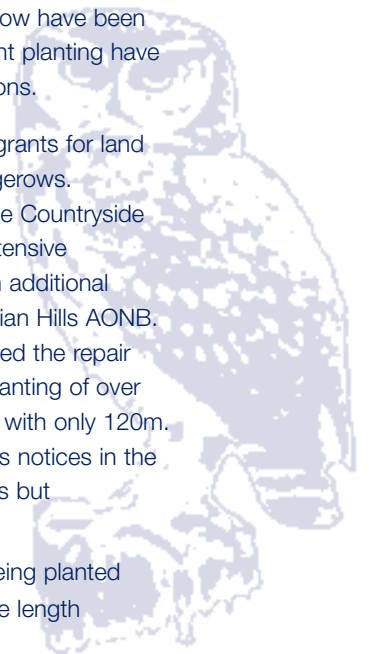 ow have been
nt planting have
ons.
grants for land
gerows.
e Countryside
tensive
additional
ian Hills AONB.
ed the repair
anting of over
with only 120m.
s notices in the
s but
eing planted
e length